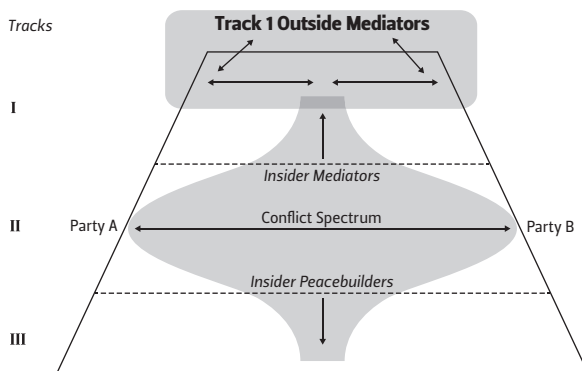 Tracks
Track 1 Outside Mediators
I
Insider Mediators
Conflict Spectrum
II
Party A
Party B
Insider Peacebuilders
III